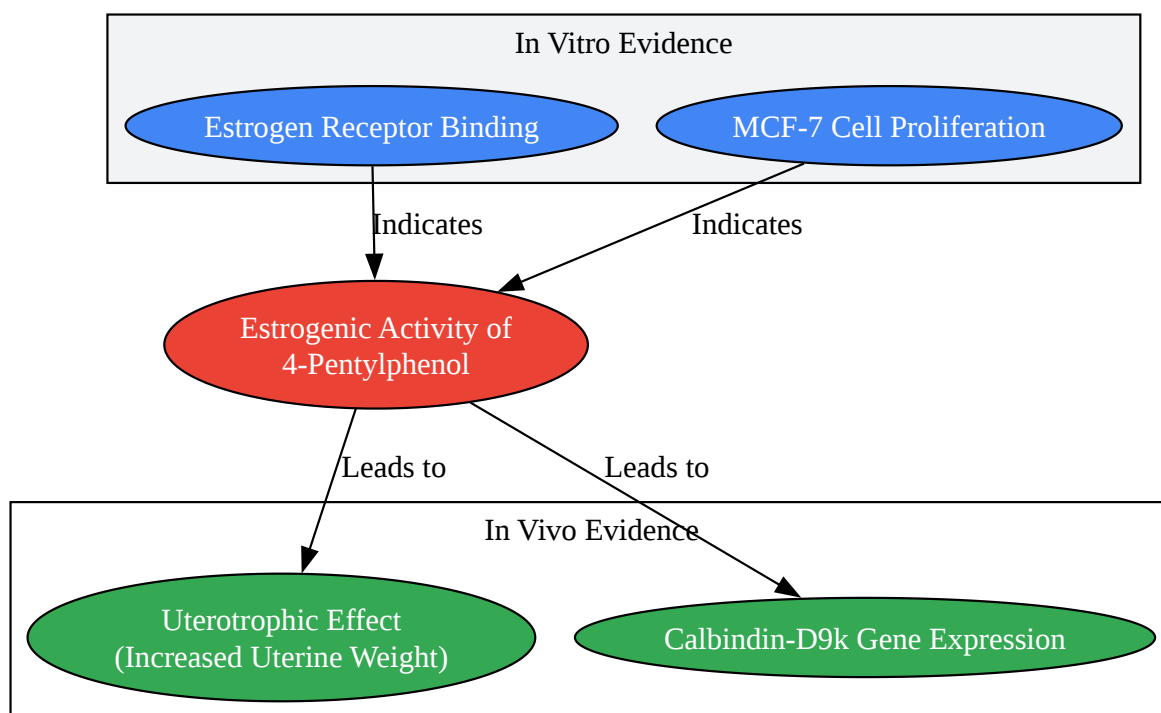 In Vitro Evidence
Estrogen Receptor Binding
MCF-7 Cell Proliferation
Indicates
Indicates
Estrogenic Activity of
4-Pentylphenol
Leads to
Leads to
In Vivo Evidence
Uterotrophic Effect
(Increased Uterine Weight)
Calbindin-D9k Gene Expression